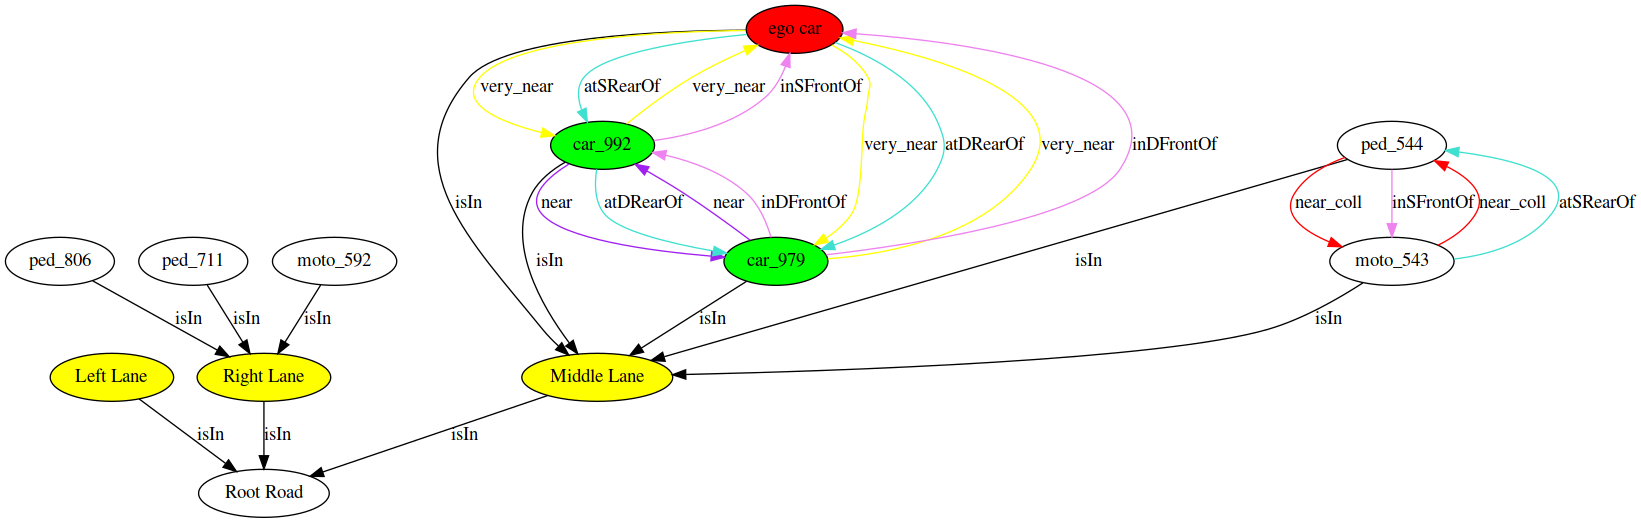 ego car
very_near
atSRearOf
very_near
inSFrontOf
car_992
very_near
atDRearOf
very_near
inDFrontOf
ped_544
isIn
near
atDRearOf
near
inDFrontOf
near_coll
inSFrontOf
near_coll
atSRearOf
ped_806
ped_711
moto_592
isIn
car_979
isIn
moto_543
isIn
isIn
isIn
isIn
isIn
Left Lane
Right Lane
Middle Lane
isIn
isIn
isIn
Root Road